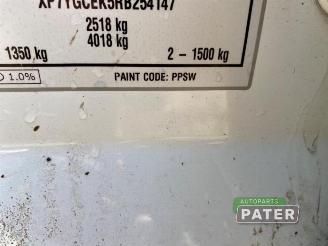 XP7YGCEK5RB254147
2518 kg
4018 kg
1350 kg 2 - 1500 kg
1.0%
PAINT CODE: PPSW
AUTOPARTS
PATER